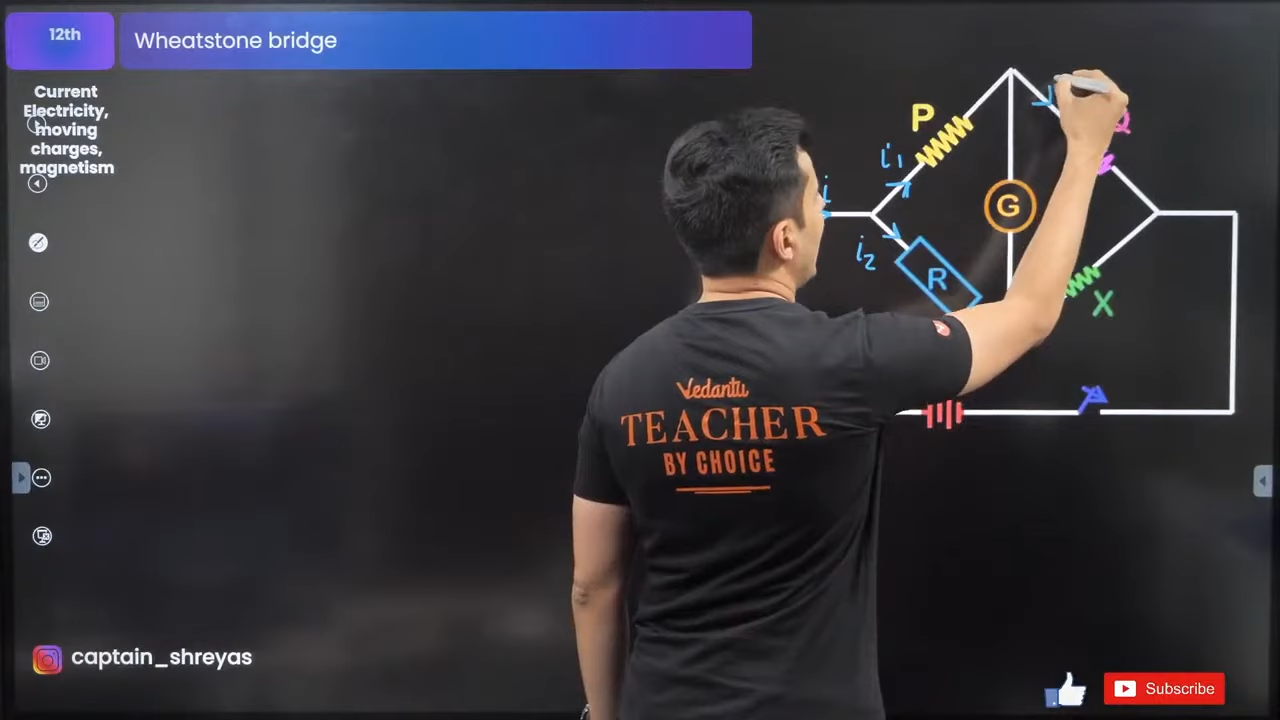 12th
Wheatstone bridge
Current
Electricity,
moving
charges,
magnetism
P
Q
i₁
i
G
i₂
R
X
Vedantu
TEACHER
BY CHOICE
captain_shreyas
Subscribe